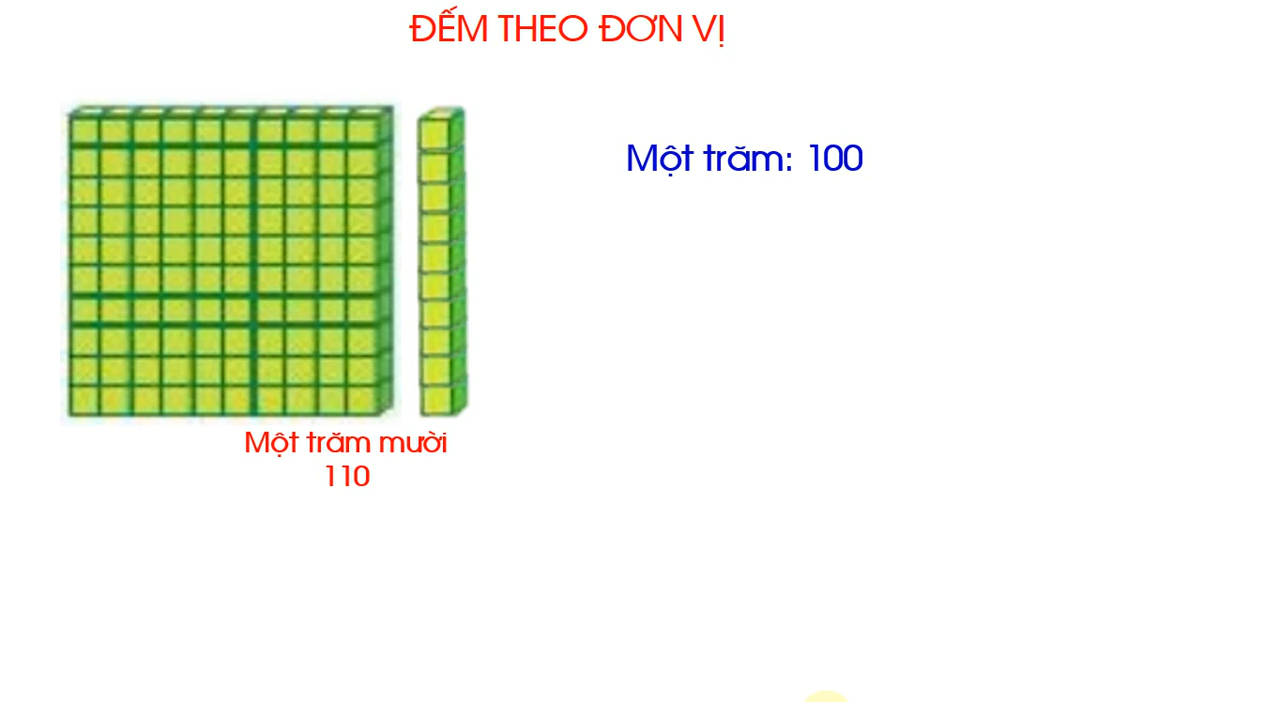 ĐẾM THEO ĐƠN VỊ
Một trăm: 100
Một trăm mười
110